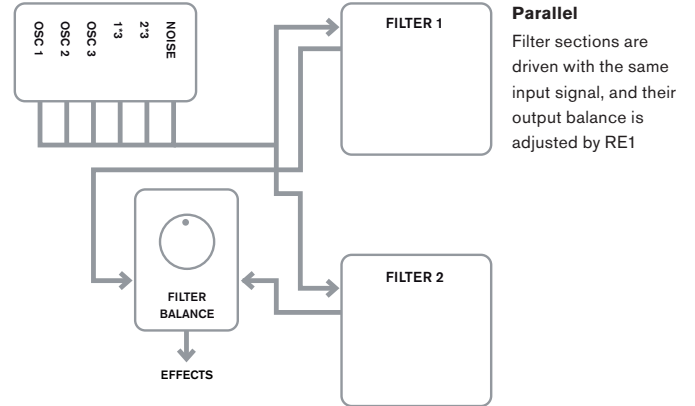 OSC 1
OSC 2
OSC 3
1*3
2*3
NOISE
FILTER 1
Parallel
Filter sections are
driven with the same
input signal, and their
output balance is
adjusted by RE1
FILTER
BALANCE
EFFECTS
FILTER 2